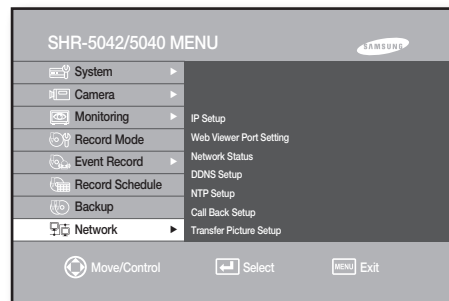 SHR-5042/5040 MENU
SAMSUNG
System
Camera
Monitoring
Record Mode
Event Record
Record Schedule
Backup
Network
IP Setup
Web Viewer Port Setting
Network Status
DDNS Setup
NTP Setup
Call Back Setup
Transfer Picture Setup
Move/Control
Select
MENU Exit